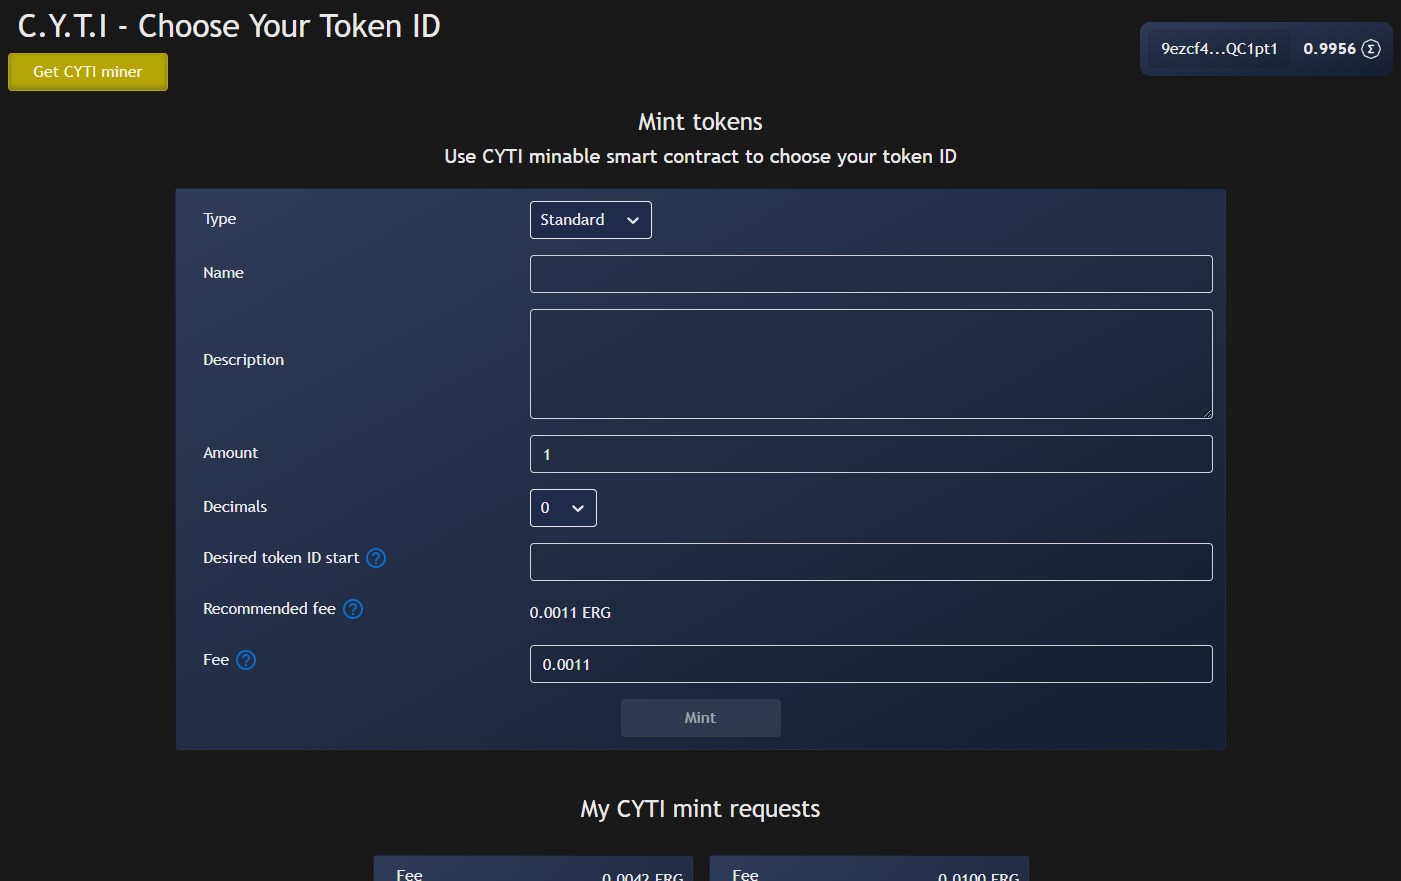 C.Y.T.I - Choose Your Token ID
Get CYTI miner
9ezcf4...QC1pt1 0.9956 Σ
Mint tokens
Use CYTI minable smart contract to choose your token ID
Type Standard
Name
Description
Amount 1
Decimals 0
Desired token ID start ?
Recommended fee ? 0.0011 ERG
Fee ? 0.0011
Mint
My CYTI mint requests
Fee 0.0042 ERG Fee 0.0100 ERG